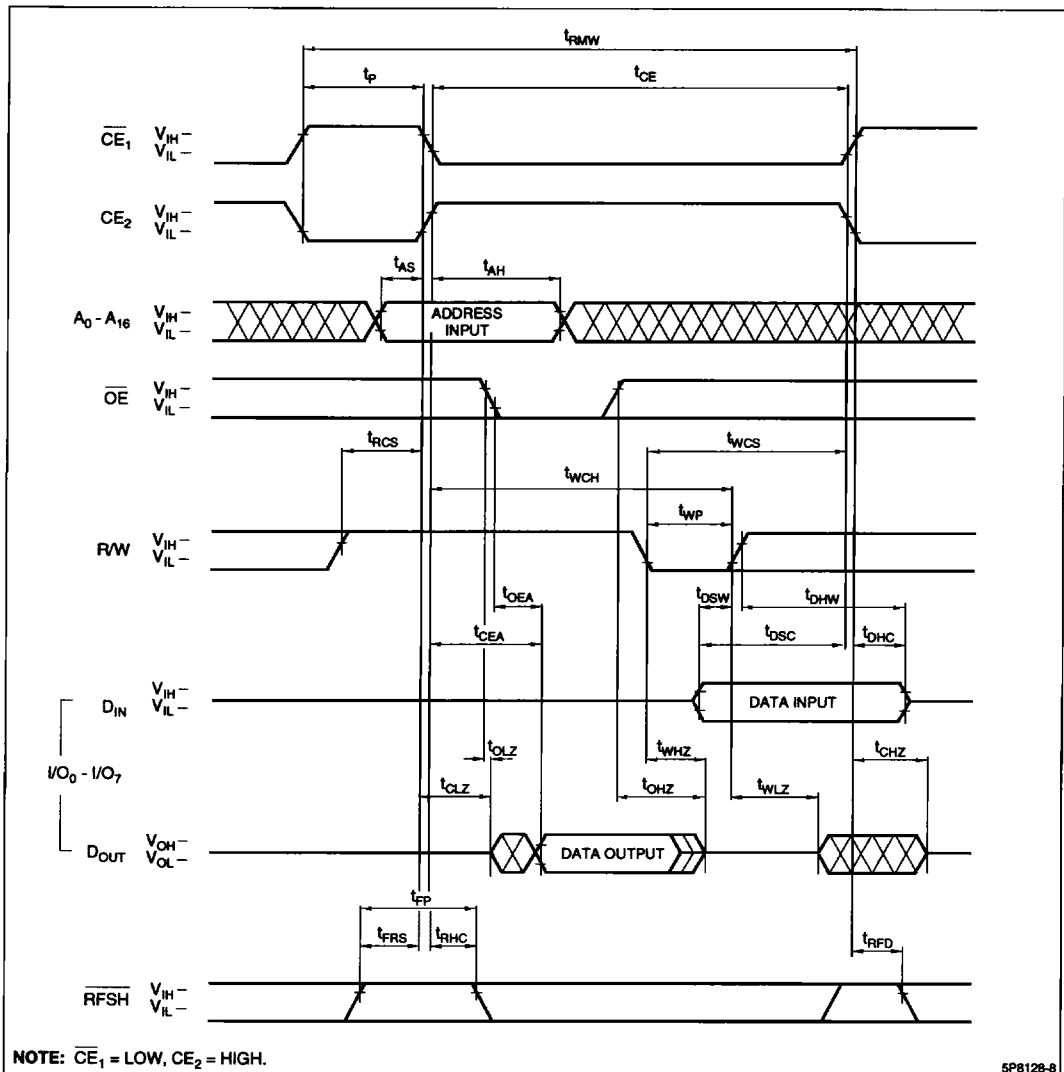 tRMW
tP tCE
CE1 VIH –
VIL –
CE2 VIH –
VIL –
tAS tAH
A0 - A16 VIH –
VIL –
ADDRESS
INPUT
OE VIH –
VIL –
tRCS tWCS
tWCH
tWP
R/W VIH –
VIL –
tOEA tDSW tDHW
tCEA tDSC tDHC
DIN VIH –
VIL –
DATA INPUT
I/O0 - I/O7
tOLZ tWHZ tCHZ
tCLZ tOHZ tWLZ
DOUT VOH –
VOL –
DATA OUTPUT
tFP
tFRS tRHC tRFD
RFSH VIH –
VIL –
NOTE: CE1 = LOW, CE2 = HIGH.
5P8128-8